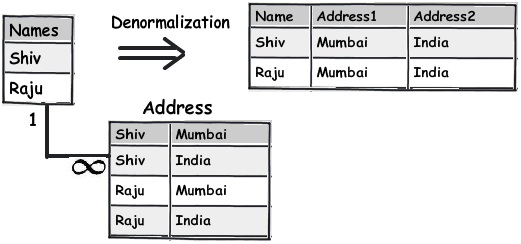 Names
Shiv
Raju
1
∞
Denormalization
Name Address1 Address2
Shiv Mumbai India
Raju Mumbai India
Address
Shiv Mumbai
Shiv India
Raju Mumbai
Raju India